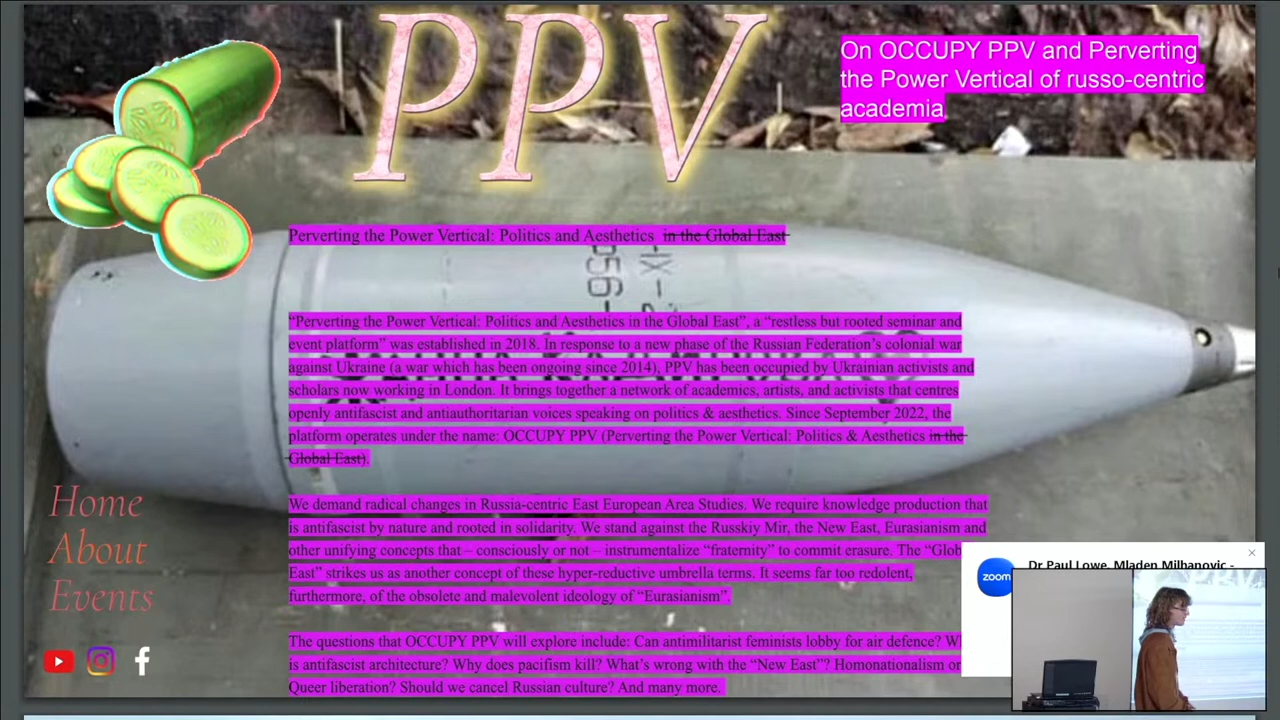 PPV
On OCCUPY PPV and Perverting
the Power Vertical of russo-centric
academia
Perverting the Power Vertical: Politics and Aesthetics in the Global East
“Perverting the Power Vertical: Politics and Aesthetics in the Global East”, a “restless but rooted seminar and
event platform” was established in 2018. In response to a new phase of the Russian Federation’s colonial war
against Ukraine (a war which has been ongoing since 2014), PPV has been occupied by Ukrainian activists and
scholars now working in London. It brings together a network of academics, artists, and activists that centres
openly antifascist and antiauthoritarian voices speaking on politics & aesthetics. Since September 2022, the
platform operates under the name: OCCUPY PPV (Perverting the Power Vertical: Politics & Aesthetics in the
Global East).
We demand radical changes in Russia-centric East European Area Studies. We require knowledge production that
is antifascist by nature and rooted in solidarity. We stand against the Russkiy Mir, the New East, Eurasianism and
other unifying concepts that – consciously or not – instrumentalize “fraternity” to commit erasure. The “Glob
East” strikes us as another concept of these hyper-reductive umbrella terms. It seems far too redolent,
furthermore, of the obsolete and malevolent ideology of “Eurasianism”.
The questions that OCCUPY PPV will explore include: Can antimilitarist feminists lobby for air defence?
is antifascist architecture? Why does pacifism kill? What’s wrong with the “New East”? Homonationalism or
Queer liberation? Should we cancel Russian culture? And many more.
Home
About
Events
zoom
Dr Paul Lowe, Mladen Miljhanovic -